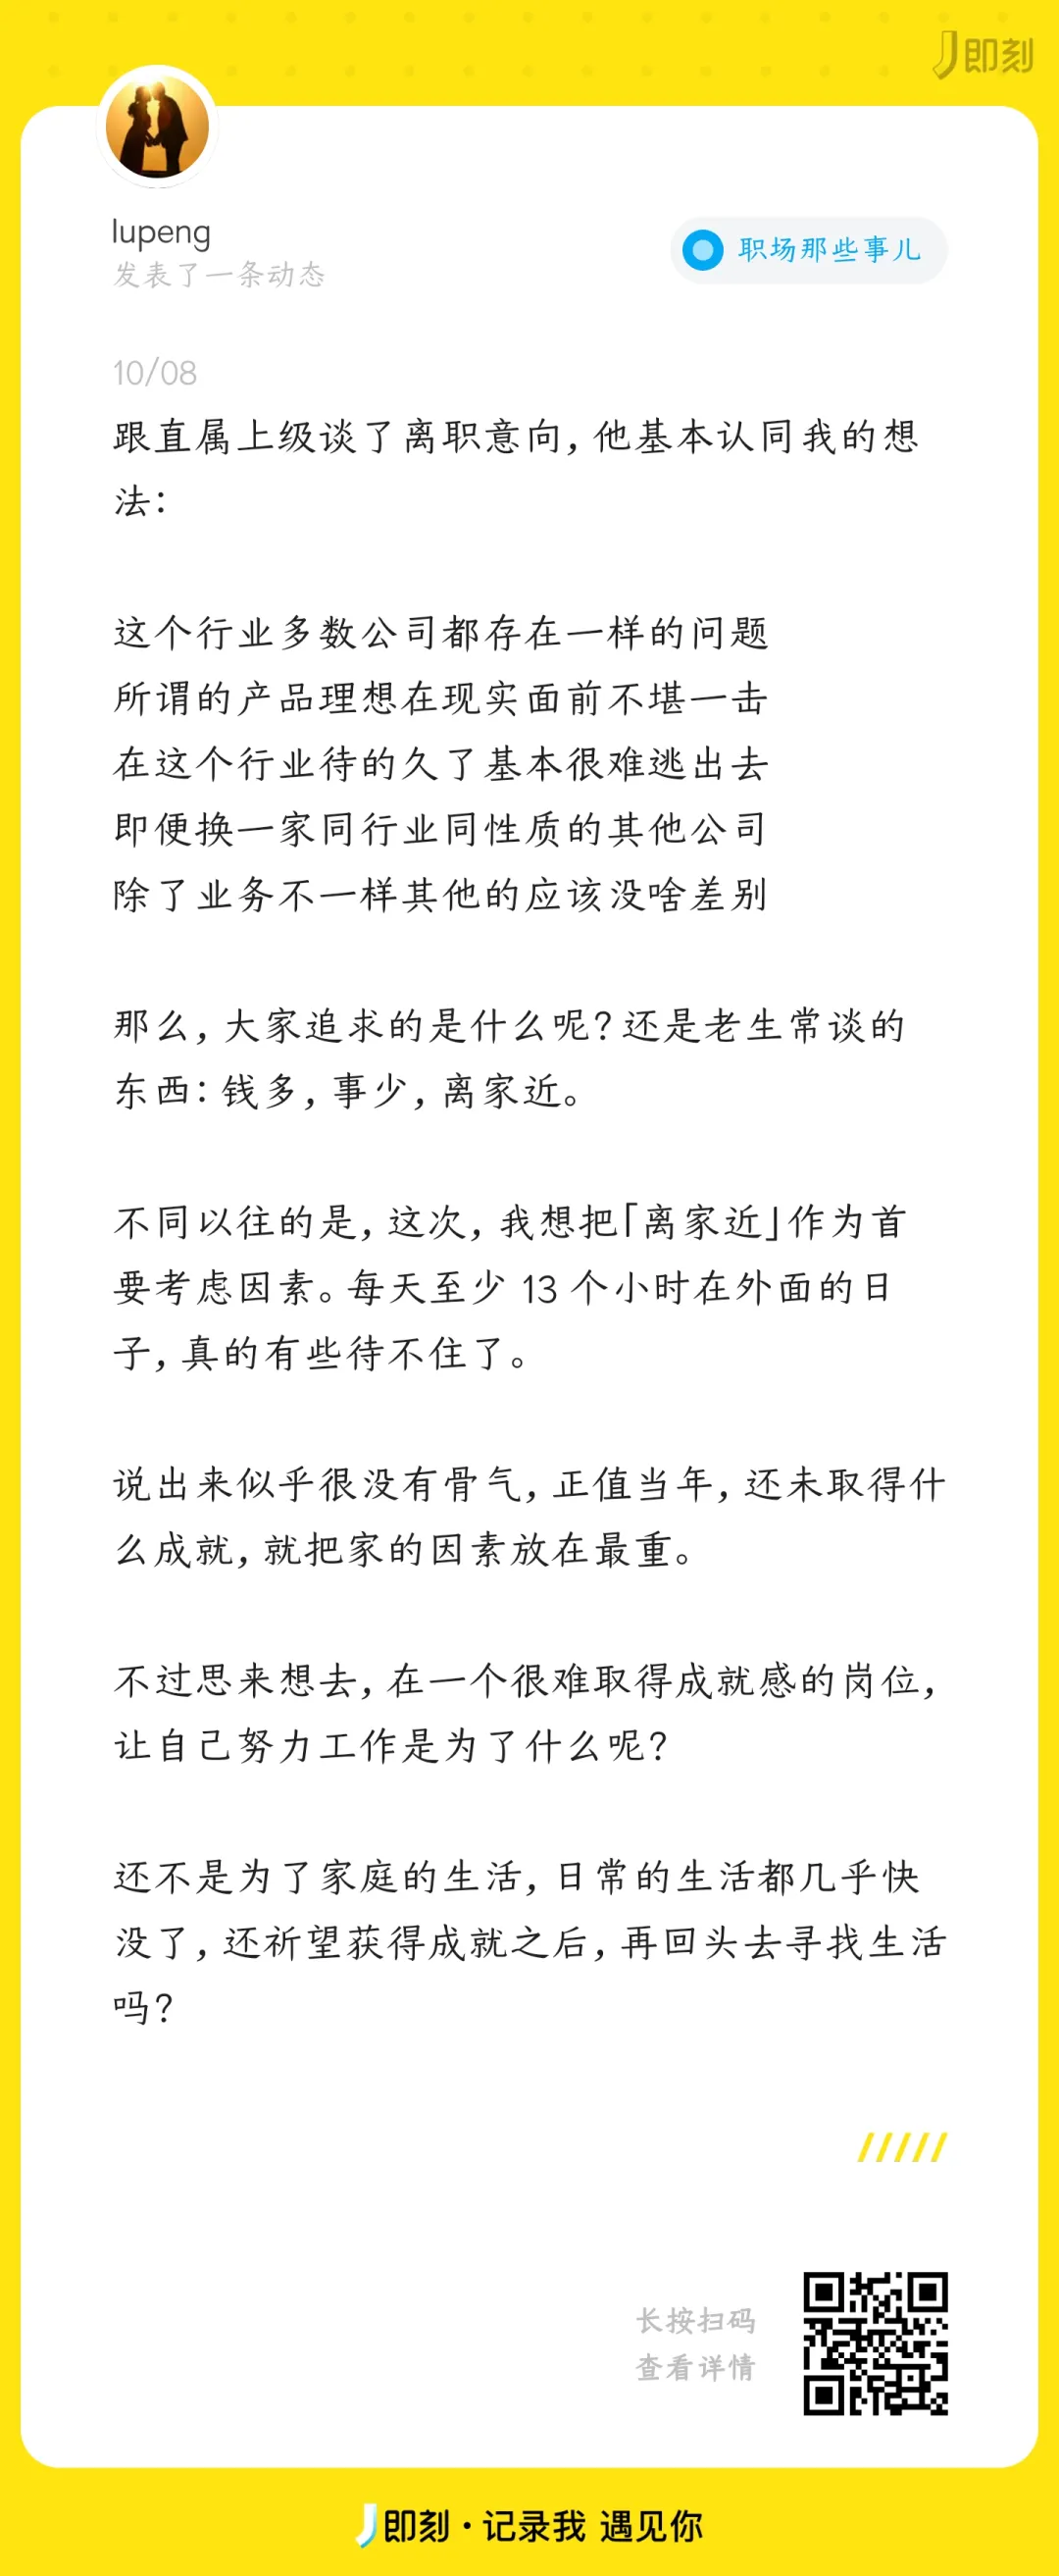 即刻
lupeng
发表了一条动态
职场那些事儿
10/08
跟直属上级谈了离职意向,他基本认同我的想
法:
这个行业多数公司都存在一样的问题
所谓的产品理想在现实面前不堪一击
在这个行业待的久了基本很难逃出去
即便换一家同行业同性质的其他公司
除了业务不一样其他的应该没啥差别
那么,大家追求的是什么呢?还是老生常谈的
东西:钱多,事少,离家近。
不同以往的是,这次,我想把「离家近」作为首
要考虑因素。每天至少 13 个小时在外面的日
子,真的有些待不住了。
说出来似乎很没有骨气,正值当年,还未取得什
么成就,就把家的因素放在最重。
不过思来想去,在一个很难取得成就感的岗位,
让自己努力工作是为了什么呢?
还不是为了家庭的生活,日常的生活都几乎快
没了,还祈望获得成就之后,再回头去寻找生活
吗?
长按扫码
查看详情
即刻·记录我 遇见你